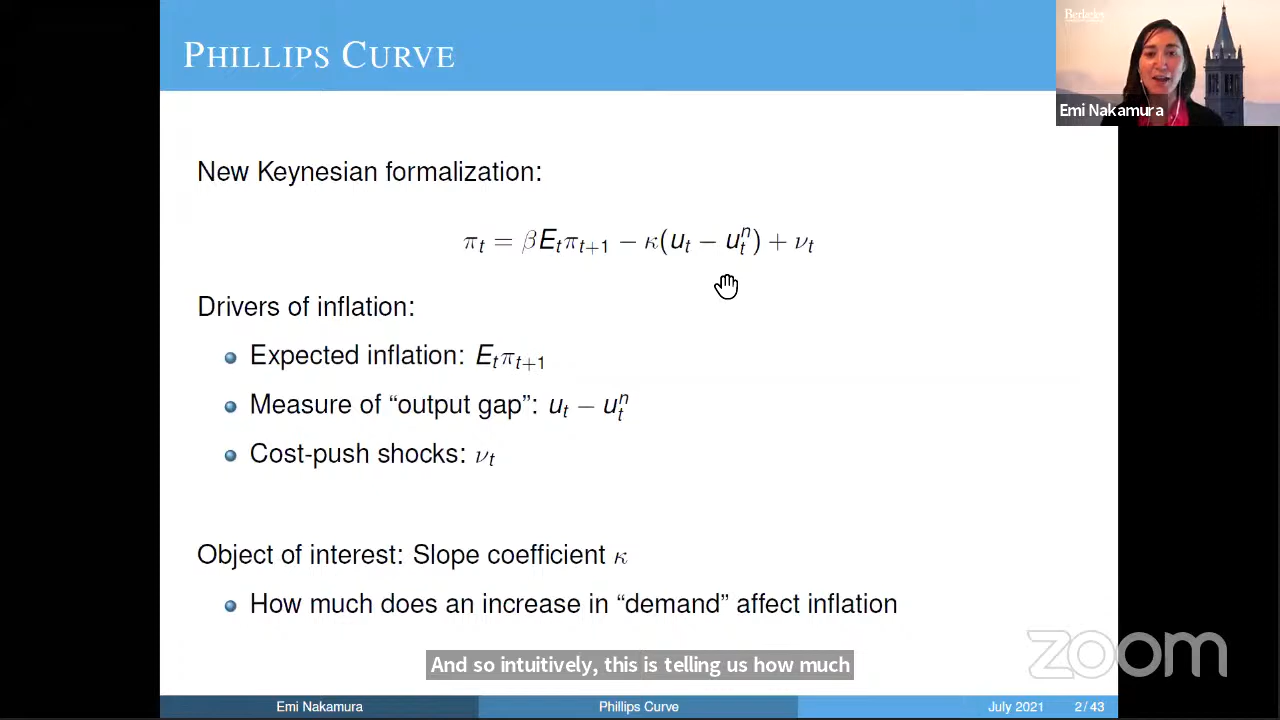 PHILLIPS CURVE
Berkeley
Emi Nakamura
New Keynesian formalization:
πₜ = βEₜπₜ₊₁ − κ(uₜ − uₜⁿ) + νₜ
Drivers of inflation:
Expected inflation: Eₜπₜ₊₁
Measure of “output gap”: uₜ − uₜⁿ
Cost-push shocks: νₜ
Object of interest: Slope coefficient κ
How much does an increase in “demand” affect inflation
zoom
And so intuitively, this is telling us how much
Emi Nakamura
Phillips Curve
July 2021
2 / 43